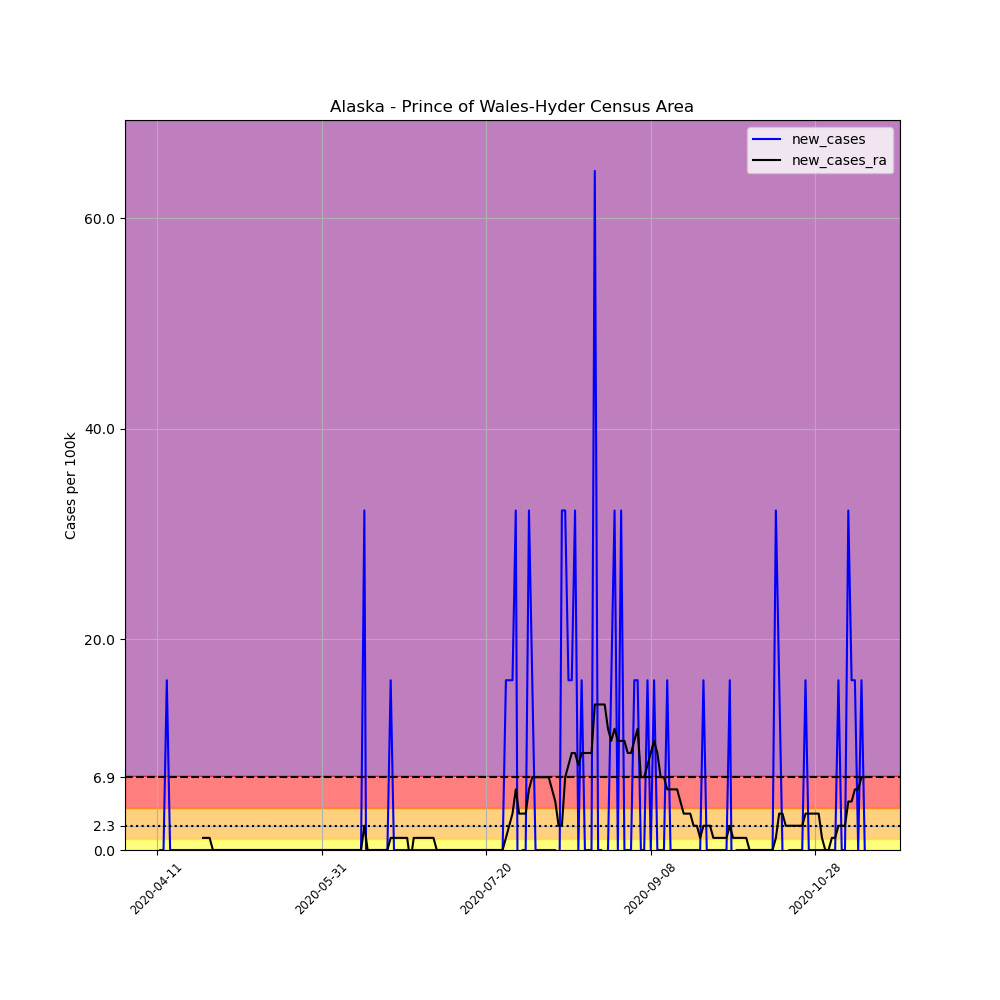 Alaska - Prince of Wales-Hyder Census Area
new_cases
new_cases_ra
Cases per 100k
60.0
40.0
20.0
6.9
2.3
0.0
2020-04-11
2020-05-31
2020-07-20
2020-09-08
2020-10-28